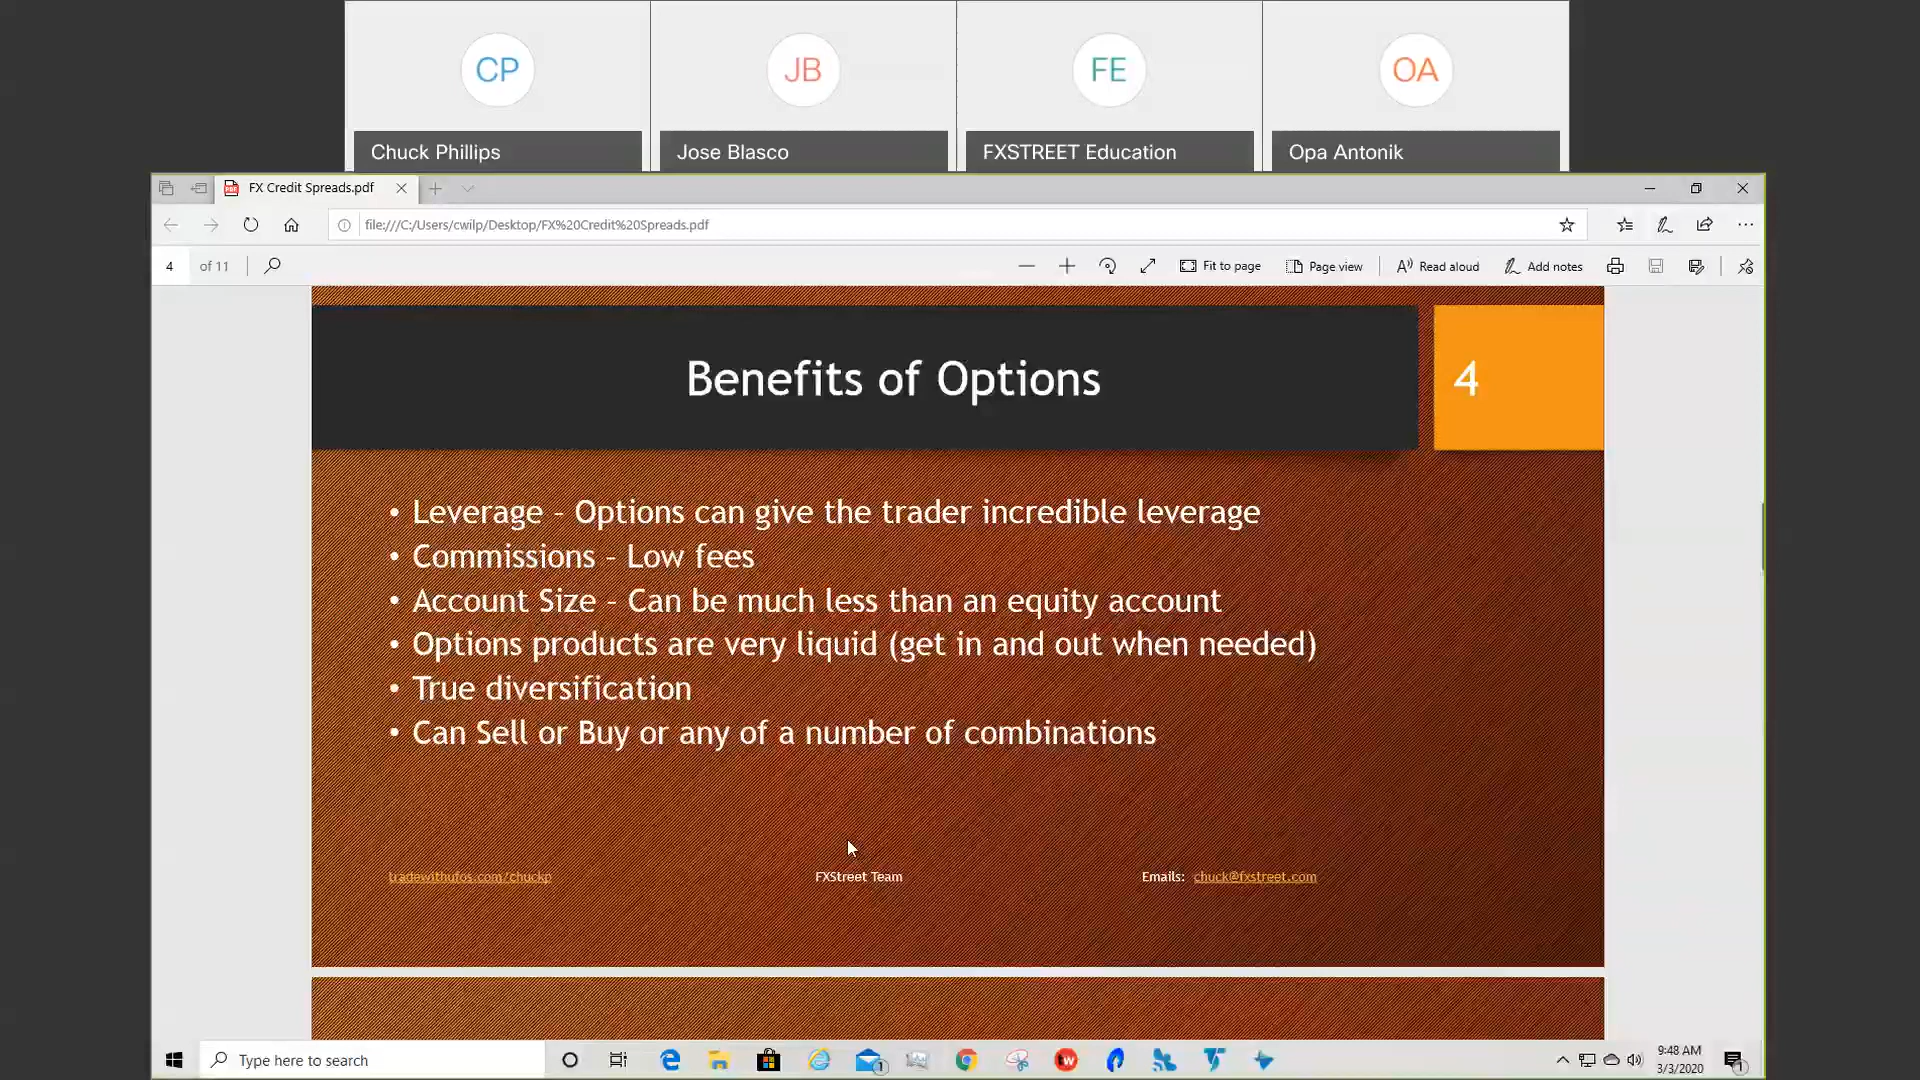 CP
JB
FE
OA
Chuck Phillips
Jose Blasco
FXSTREET Education
Opa Antonik
FX Credit Spreads.pdf
file:///C:/Users/cwilp/Desktop/FX%20Credit%20Spreads.pdf
4 of 11
Fit to page
Page view
Read aloud
Add notes
Benefits of Options
4
• Leverage – Options can give the trader incredible leverage
• Commissions – Low fees
• Account Size – Can be much less than an equity account
• Options products are very liquid (get in and out when needed)
• True diversification
• Can Sell or Buy or any of a number of combinations
tradewithufos.com/chuckp
FXStreet Team
Emails: chuck@fxstreet.com
Type here to search
9:48 AM
3/3/2020